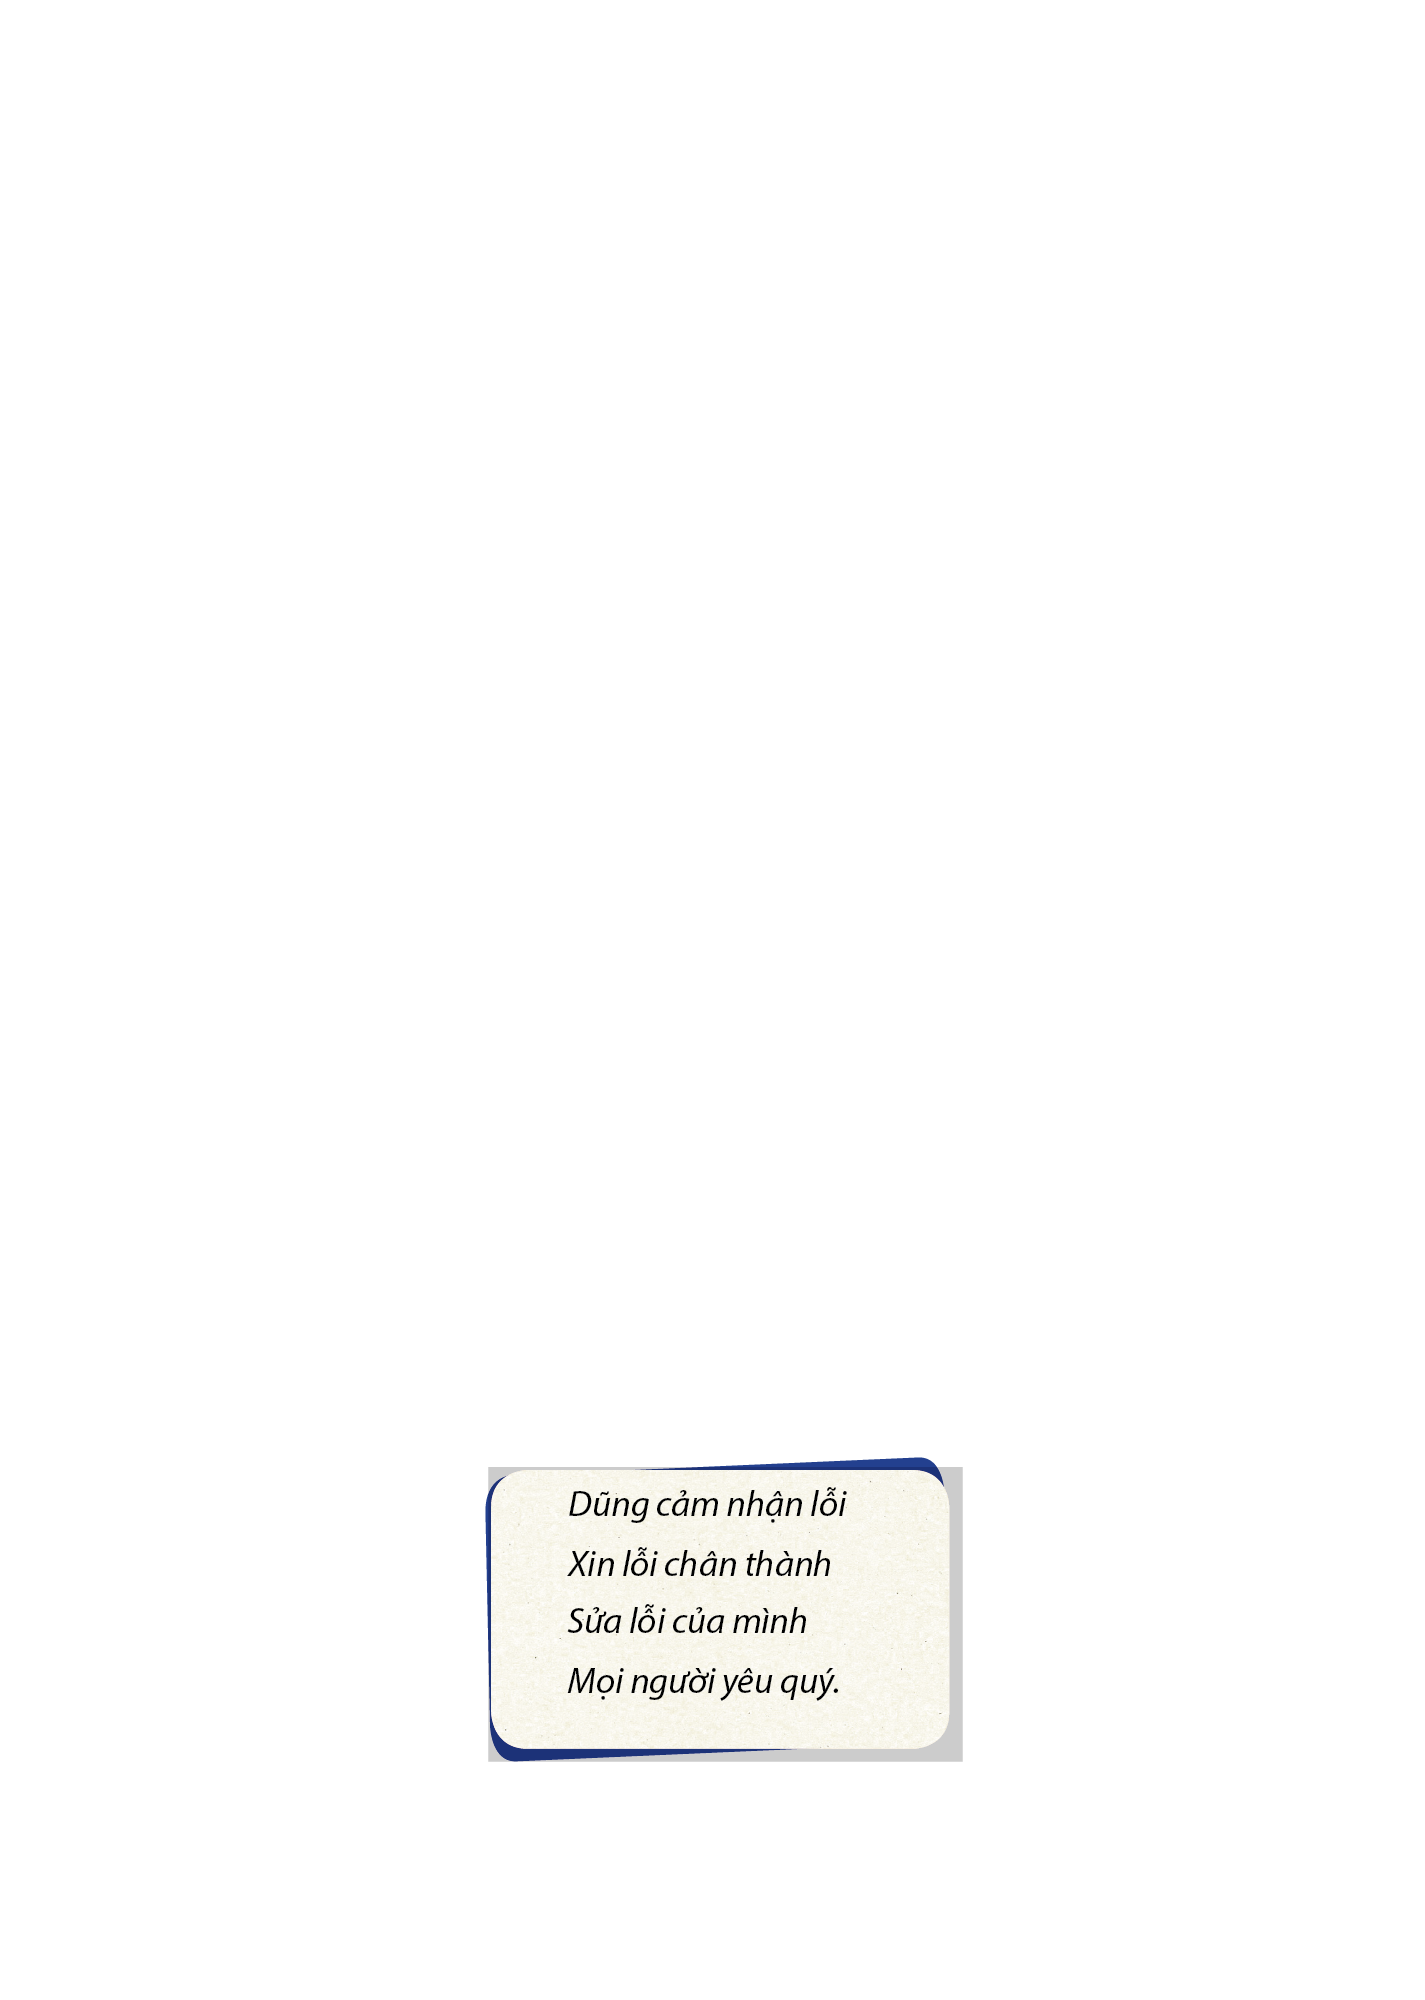 Dũng cảm nhận lỗi
Xin lỗi chân thành
Sửa lỗi của mình
Mọi người yêu quý.